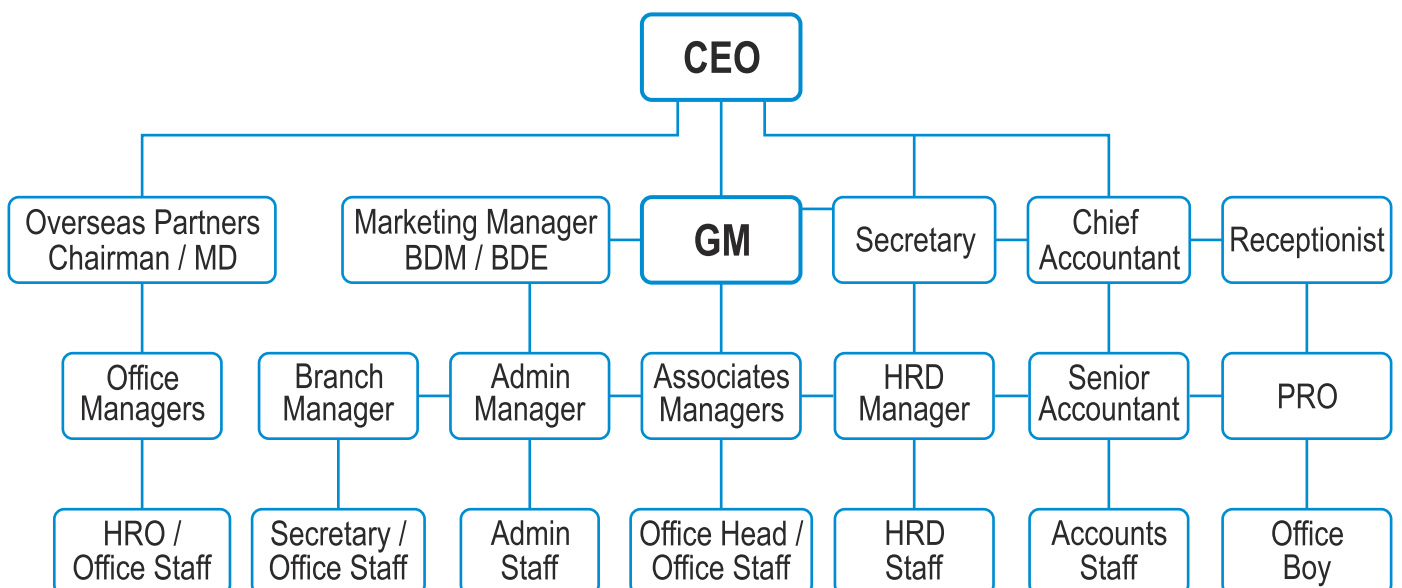 CEO
Overseas Partners
Chairman / MD
Marketing Manager
BDM / BDE
GM
Secretary
Chief
Accountant
Receptionist
Office
Managers
Branch
Manager
Admin
Manager
Associates
Managers
HRD
Manager
Senior
Accountant
PRO
HRO /
Office Staff
Secretary /
Office Staff
Admin
Staff
Office Head /
Office Staff
HRD
Staff
Accounts
Staff
Office
Boy